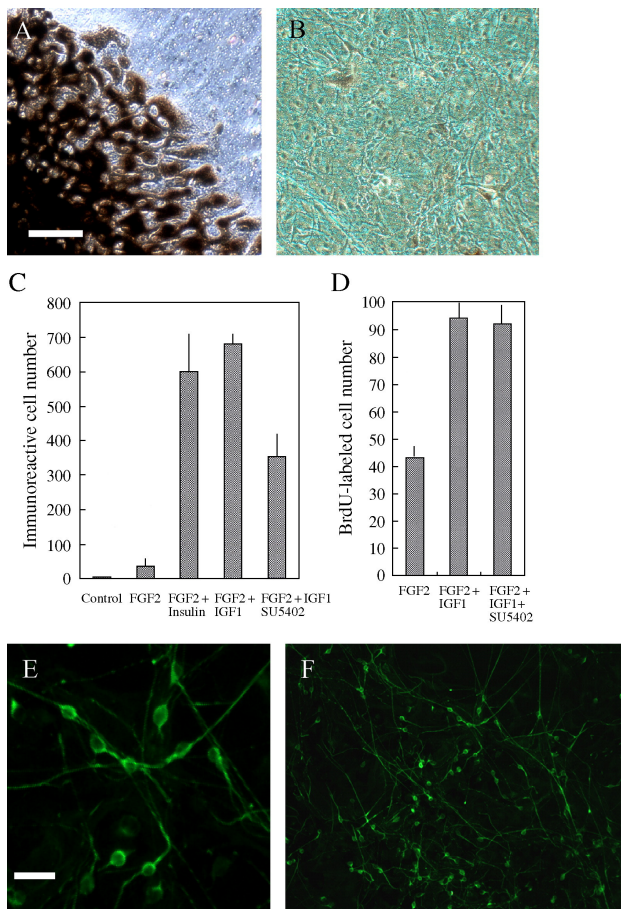 A
B
C
D
Immunoreactive cell number
800
700
600
500
400
300
200
100
0
Control
FGF2
FGF2+
Insulin
FGF2+
IGF1
FGF2+IGF1
SU5402
BrdU-labeled cell number
100
90
80
70
60
50
40
30
20
10
0
FGF2
FGF2+
IGF1
FGF2+
IGF1+
SU5402
E
F